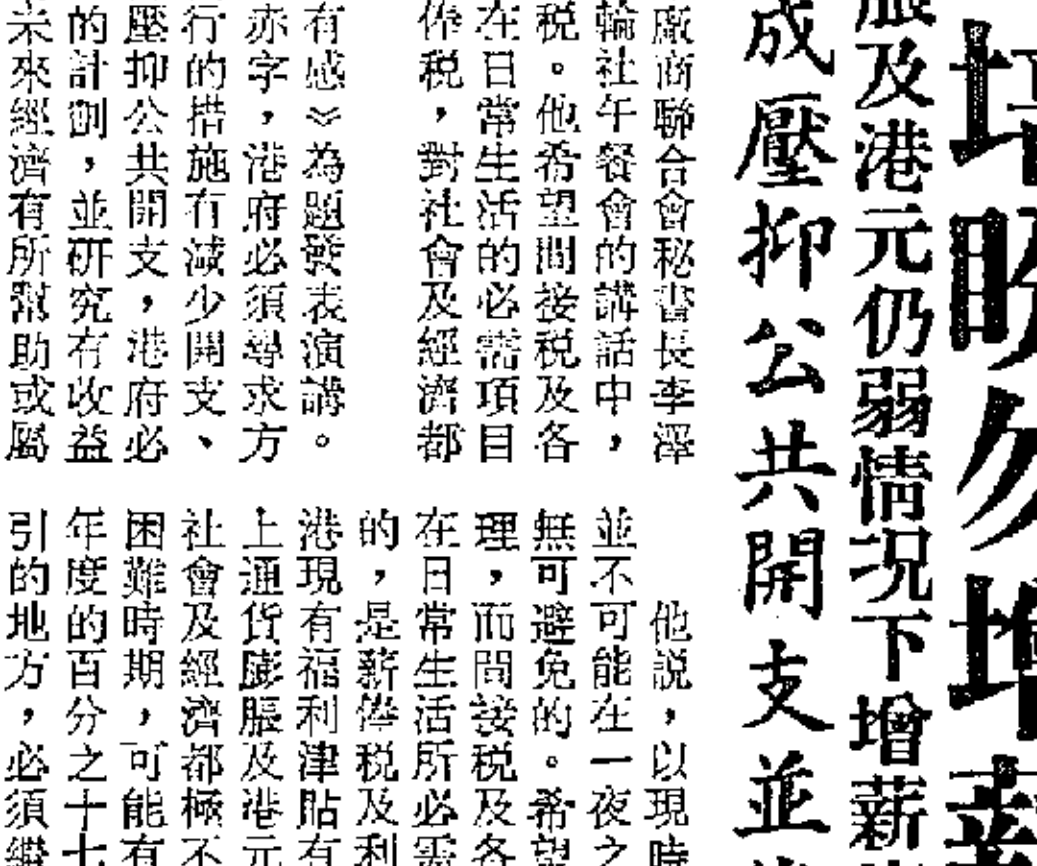 增
脹及港元仍弱情況下增薪
成壓抑公共開支並
廠商聯合會秘書長李澤
輪社午餐會的講話中，
稅。他希望間接稅及各
在日常生活的必需項目
俸稅，對社會及經濟都
有感》為題發表演講。
赤字，港府必須尋求方
行的措施有減少開支、
壓抑公共開支，港府必
的計劃，並研究有收益
來經濟有所幫助或屬
他說，以現時
並不可能在一夜之
無可避免的。希望
理，而間接稅及各
在日常生活所必需
的，是薪俸稅及利
港現有福利津貼有
上通貨膨脹及港元
社會及經濟都極不
困難時期，可能有
年度的百分之十七
引的地方，必須繼